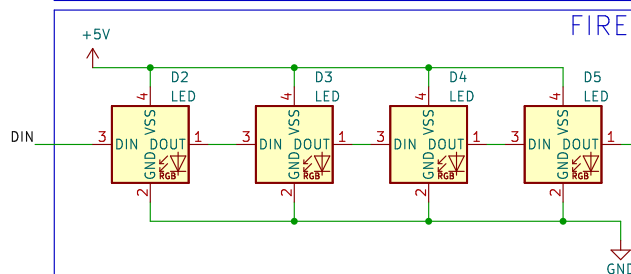 FIRE
+5V
D2
LED
D3
LED
D4
LED
D5
LED
4
4
4
4
VSS
VSS
VSS
VSS
DIN
3
DIN
DOUT
1
3
DIN
DOUT
1
3
DIN
DOUT
1
3
DIN
DOUT
1
GND
RGB
GND
RGB
GND
RGB
GND
RGB
2
2
2
2
GND